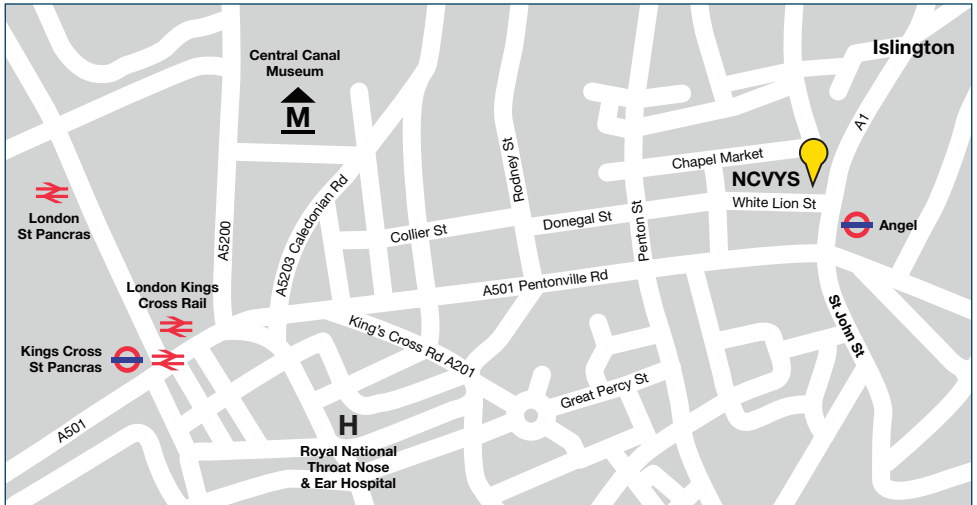 Islington
Central Canal
Museum
M
A1
Rodney St
Chapel Market
NCVYS
White Lion St
London
St Pancras
A5200
A5203 Caledonian Rd
Collier St
Donegal St
Penton St
Angel
A501 Pentonville Rd
London Kings
Cross Rail
Kings Cross
St Pancras
King's Cross Rd A201
St John St
Great Percy St
A501
H
Royal National
Throat Nose
& Ear Hospital